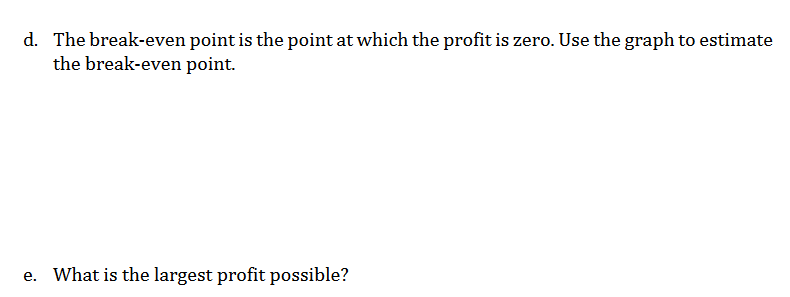 d. The break-even point is the point at which the profit is zero. Use the graph to estimate
the break-even point.
e. What is the largest profit possible?